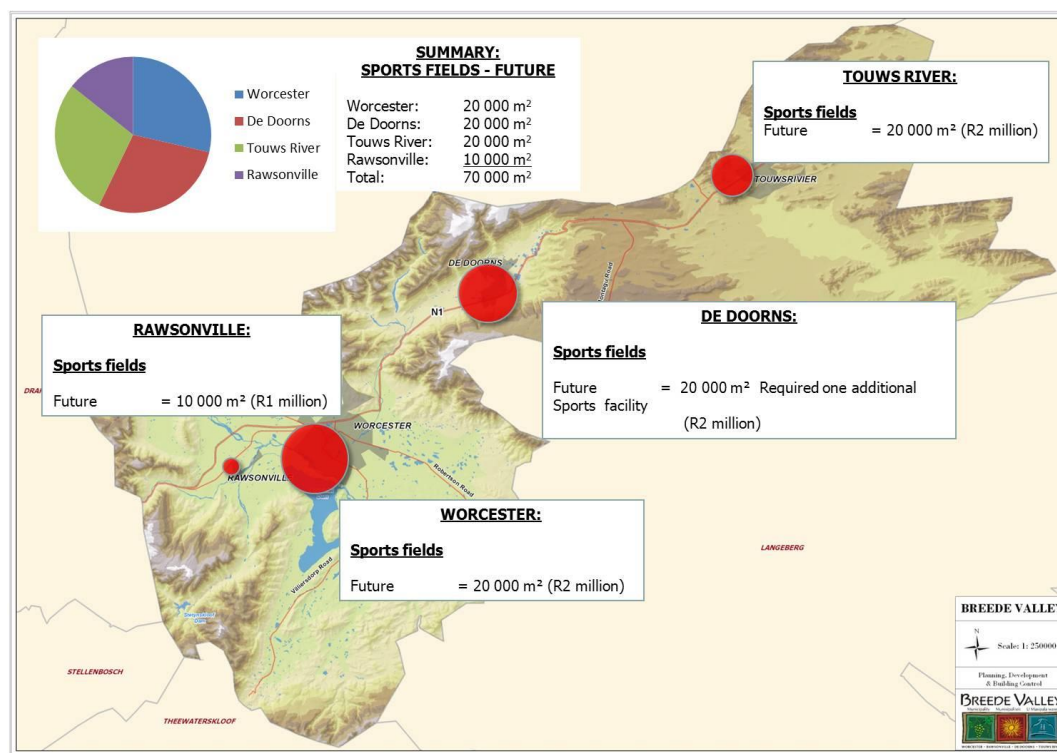 Worcester
De Doorns
Touws River
Rawsonville
SUMMARY:
SPORTS FIELDS - FUTURE
Worcester: 20 000 m²
De Doorns: 20 000 m²
Touws River: 20 000 m²
Rawsonville: 10 000 m²
Total: 70 000 m²
TOUWS RIVER:
Sports fields
Future = 20 000 m² (R2 million)
TOUWSRIVIER
DE DOORNS
N1
RAWSONVILLE:
Sports fields
Future = 10 000 m² (R1 million)
DE DOORNS:
Sports fields
Future = 20 000 m² Required one additional
Sports facility
(R2 million)
WORCESTER
RAWSONVILL
Robertson Road
WORCESTER:
Sports fields
Future = 20 000 m² (R2 million)
Villiersdorp Road
LANGEBERG
STELLENBOSCH
THEEWATERSKLOOF
BREEDE VALLEY
N
Scale: 1: 250000
Planning, Development
& Building Control
BREEDE VALLEY